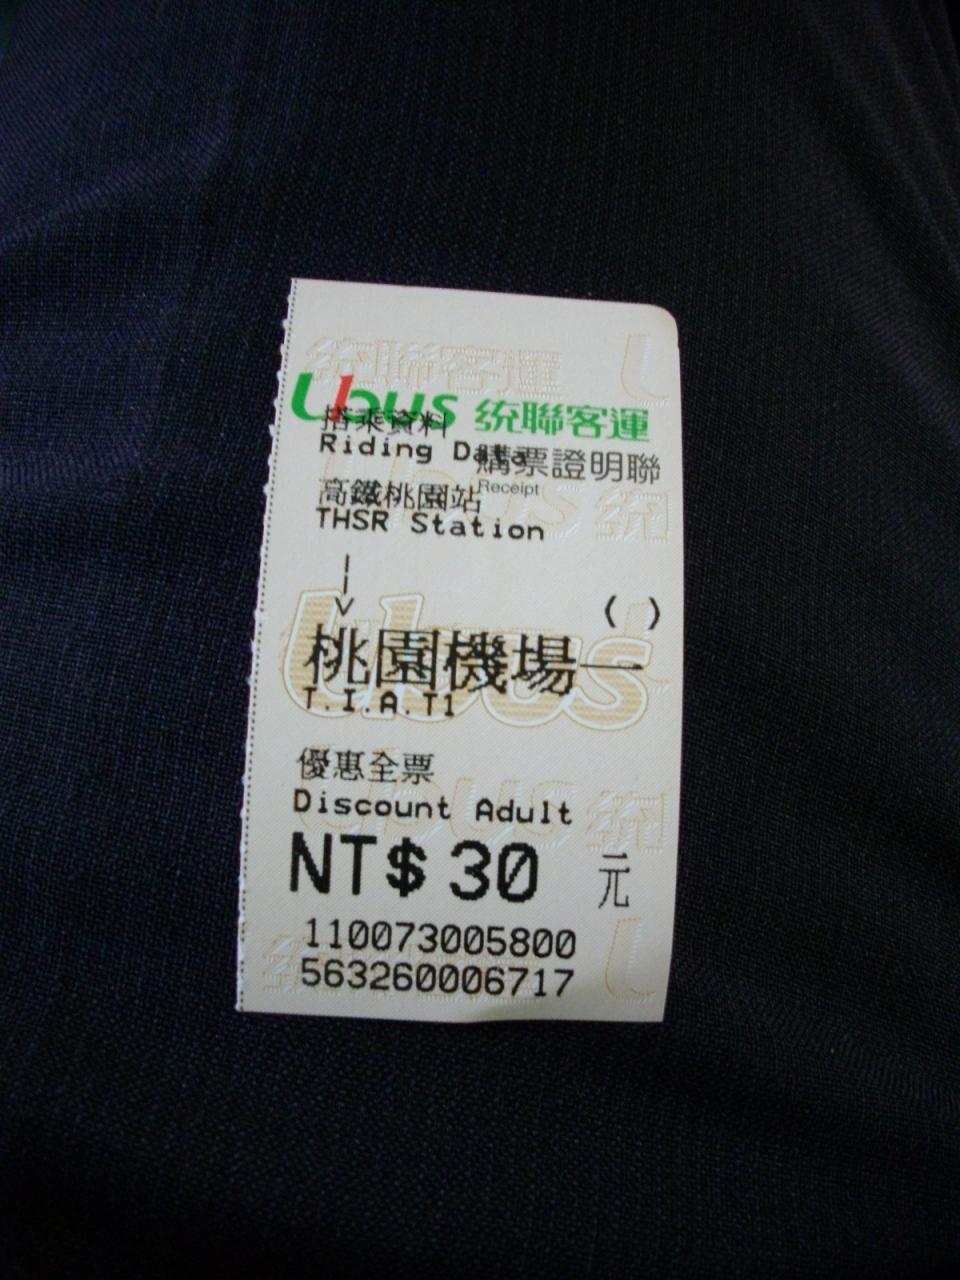 Ubus 統聯客運
搭乘資料
Riding Data
購票證明聯
Receipt
高鐵桃園站
THSR Station
( )
桃園機場一
T.I.A.T1
優惠全票
Discount Adult
NT$30 元
110073005800
563260006717